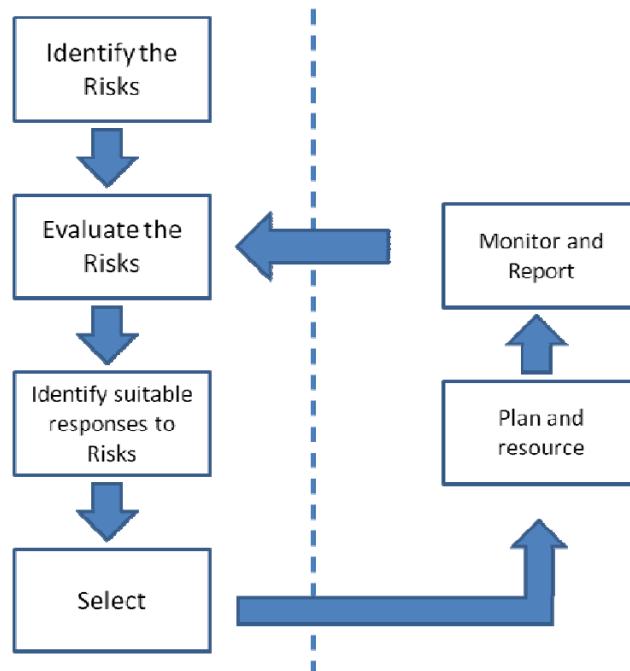 Identify the
Risks
Evaluate the
Risks
Identify suitable
responses to
Risks
Select
Monitor and
Report
Plan and
resource